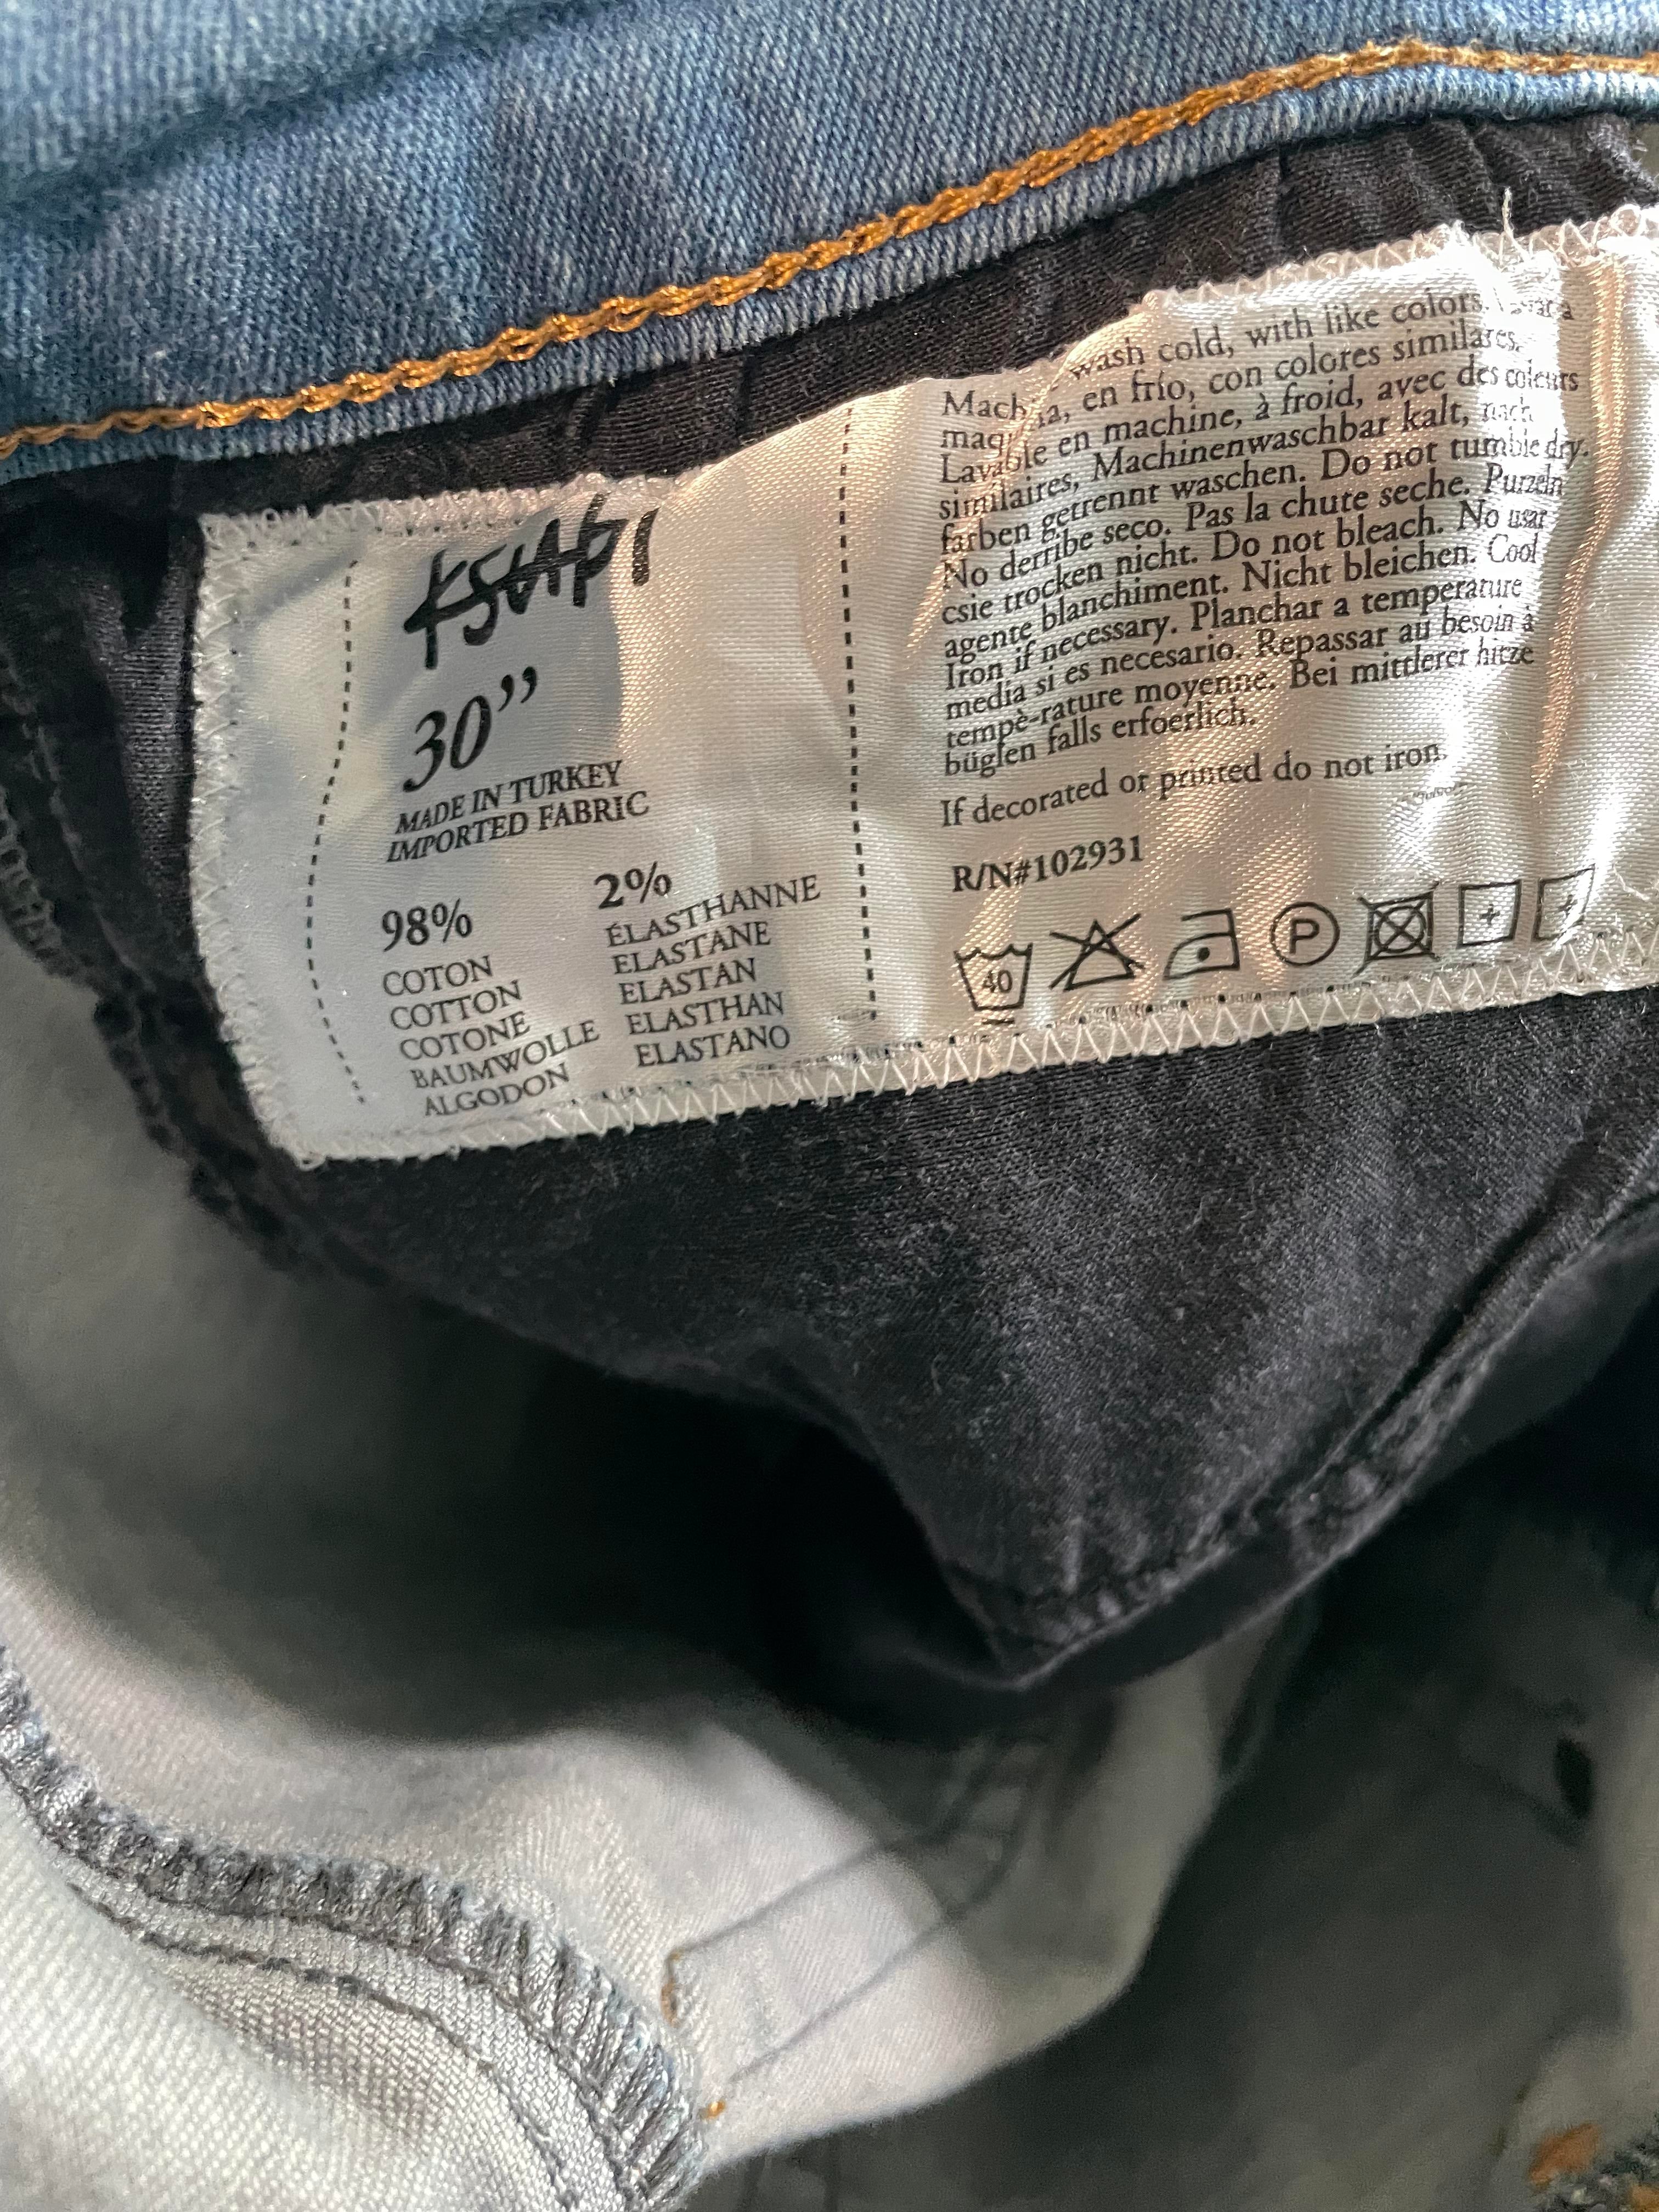 KSUBI
30”
MADE IN TURKEY
IMPORTED FABRIC
98%
COTON
COTTON
COTONE
BAUMWOLLE
ALGODON
2%
ÉLASTHANNE
ELASTANE
ELASTAN
ELASTHAN
ELASTANO
wash cold, with like colors.
en frío, con colores similares,
Lavable en machine, à froid, avec des coleurs
similaires, Machinenwaschbar kalt, nach
farben getrennt waschen. Do not tumble dry.
No derribe seco. Pas la chute seche. Purzeln
csie trocken nicht. Do not bleach. No usar
agente blanchiment. Nicht bleichen. Cool
Iron if necessary. Planchar a temperature
media si es necesario. Repassar au besoin à
tempè-rature moyenne. Bei mittlerer hitze
büglen falls erfoerlich.
If decorated or printed do not iron.
R/N#102931
40
P